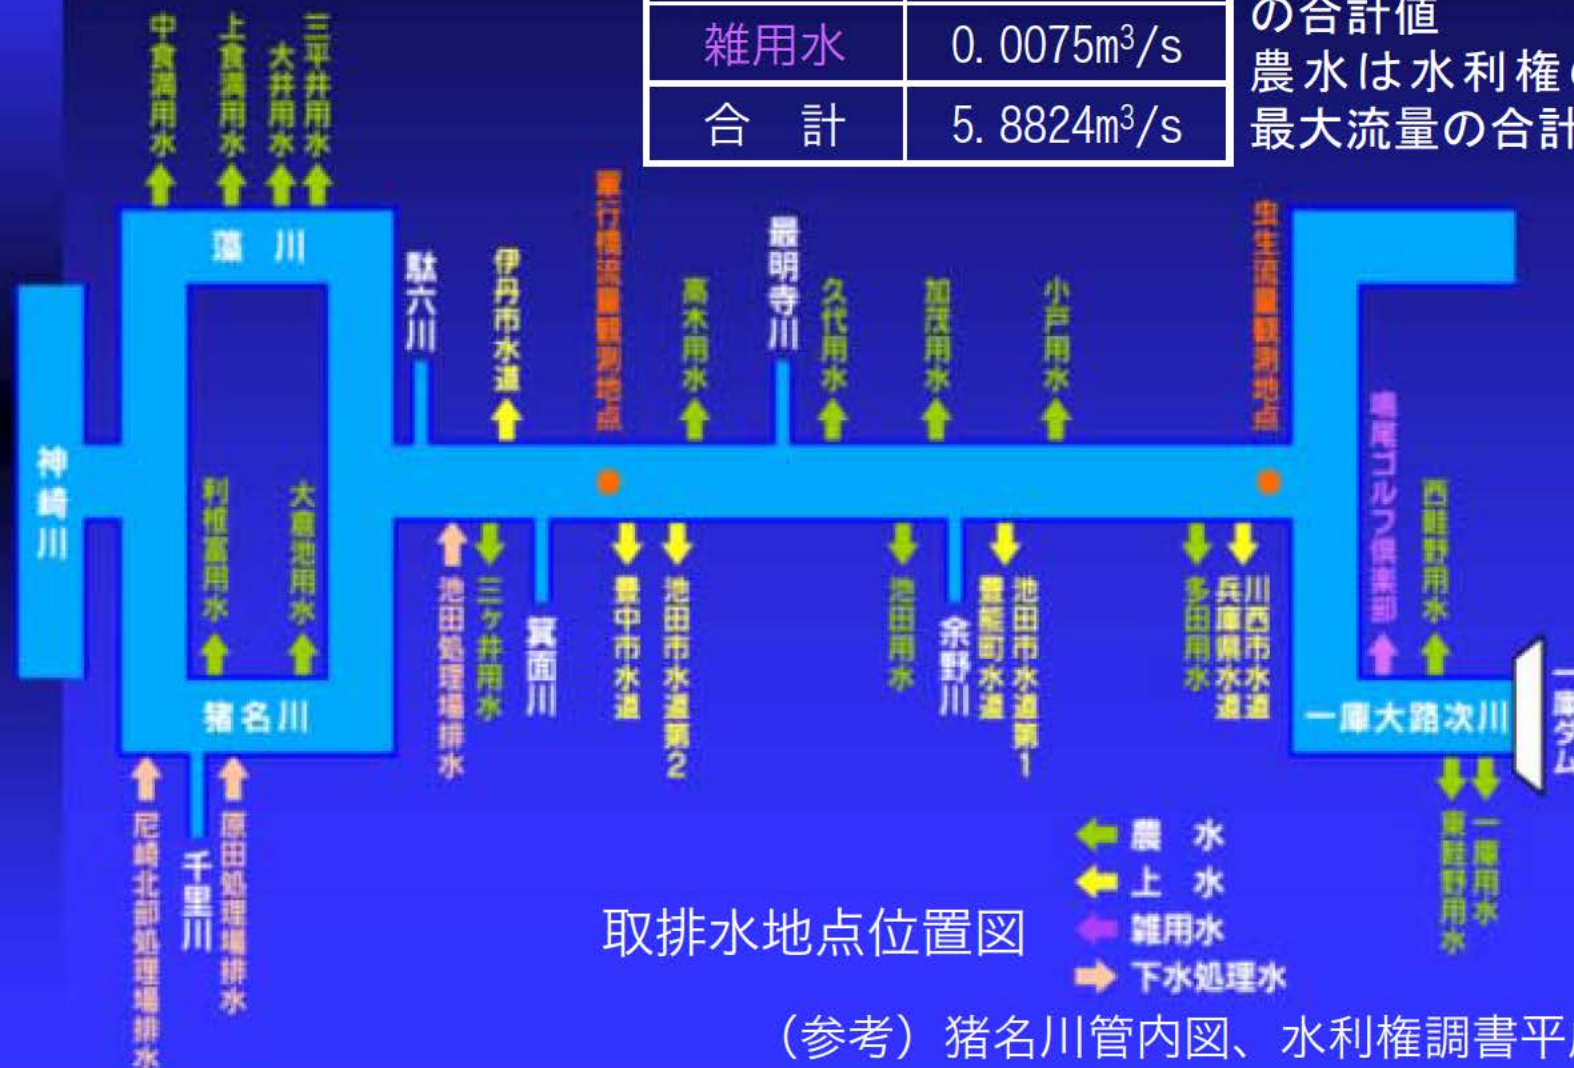 の合計値
雑用水
0.0075m³/s
農水は水利権
合 計
5.8824m³/s
最大流量の合計
中食満用水
上食満用水
大井用水
三平井用水
藻 川
駄六川
伊丹市水道
軍行橋流量観測地点
高木用水
最明寺川
久代用水
加茂用水
小戸用水
虫生流量観測地点
神崎川
利椎富用水
大倉池用水
鳴尾ゴルフ倶楽部
西畦野用水
池田処理場排水
三ヶ井用水
箕面川
豊中市水道
池田市水道第2
池田用水
余野川
豊能町水道
池田市水道第1
多田用水
兵庫県水道
川西市水道
猪名川
一庫大路次川
一庫ダム
尼崎北部処理場排水
千里川
原田処理場排水
東畦野用水
一庫用水
農 水
上 水
雑用水
下水処理水
取排水地点位置図
（参考）猪名川管内図、水利権調書平